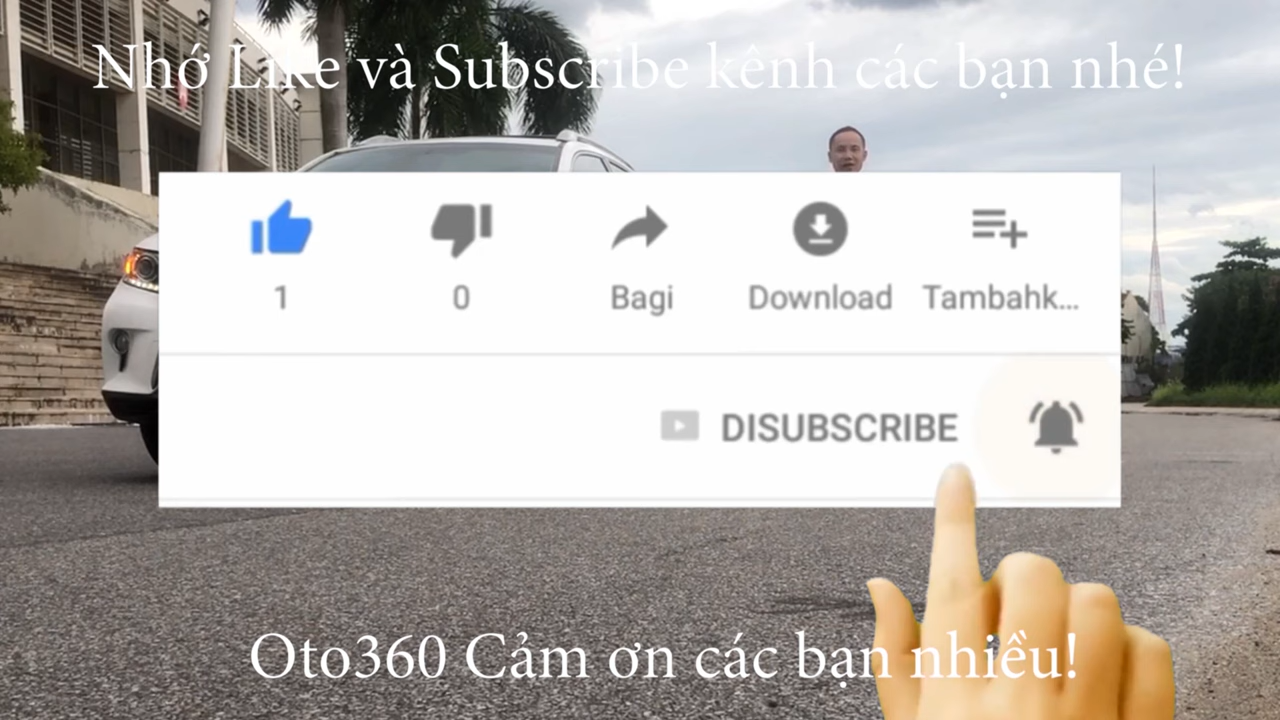 Nhớ Like và Subscribe kênh các bạn nhé!
1
0
Bagi
Download
Tambahk...
DISUBSCRIBE
Oto360 Cảm ơn các bạn nhiều!